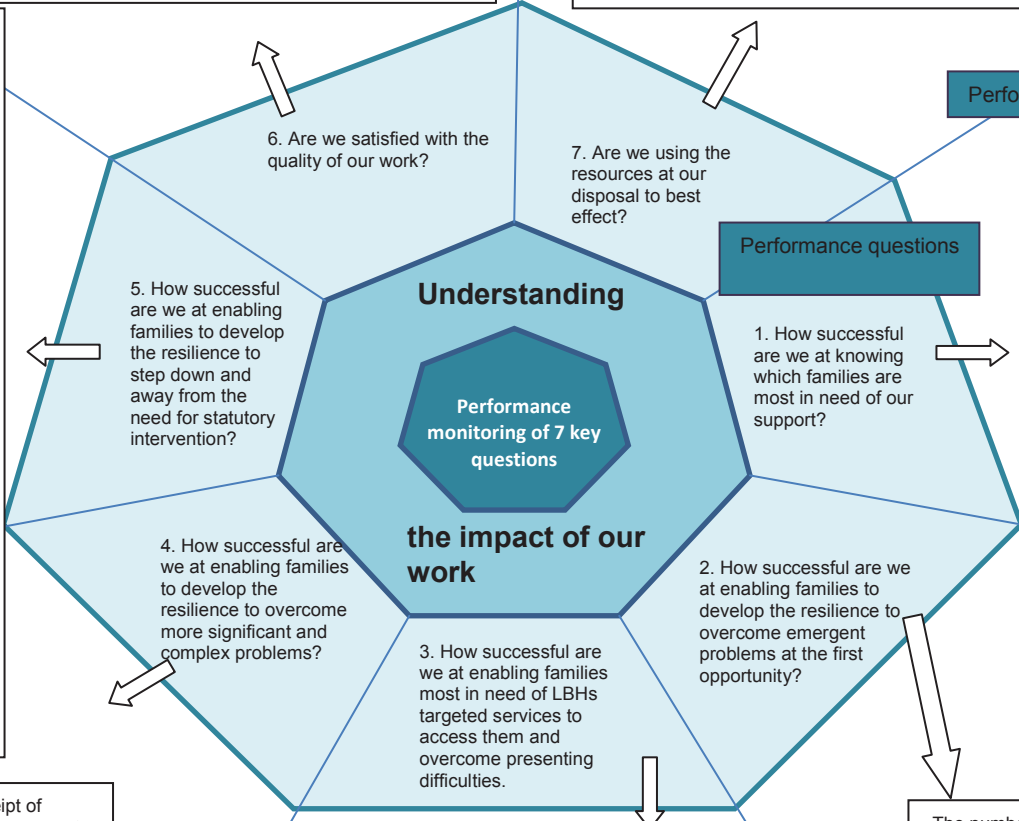 Perfo
6. Are we satisfied with the
quality of our work?
7. Are we using the
resources at our
disposal to best
effect?
Performance questions
Understanding
5. How successful
are we at enabling
families to develop
the resilience to
step down and
away from the
need for statutory
intervention?
1. How successful
are we at knowing
which families are
most in need of our
support?
Performance
monitoring of 7 key
questions
the impact of our
work
4. How successful are
we at enabling families
to develop the
resilience to overcome
more significant and
complex problems?
2. How successful are we
at enabling families to
develop the resilience to
overcome emergent
problems at the first
opportunity?
3. How successful are
we at enabling families
most in need of LBHs
targeted services to
access them and
overcome presenting
difficulties.
ipt of